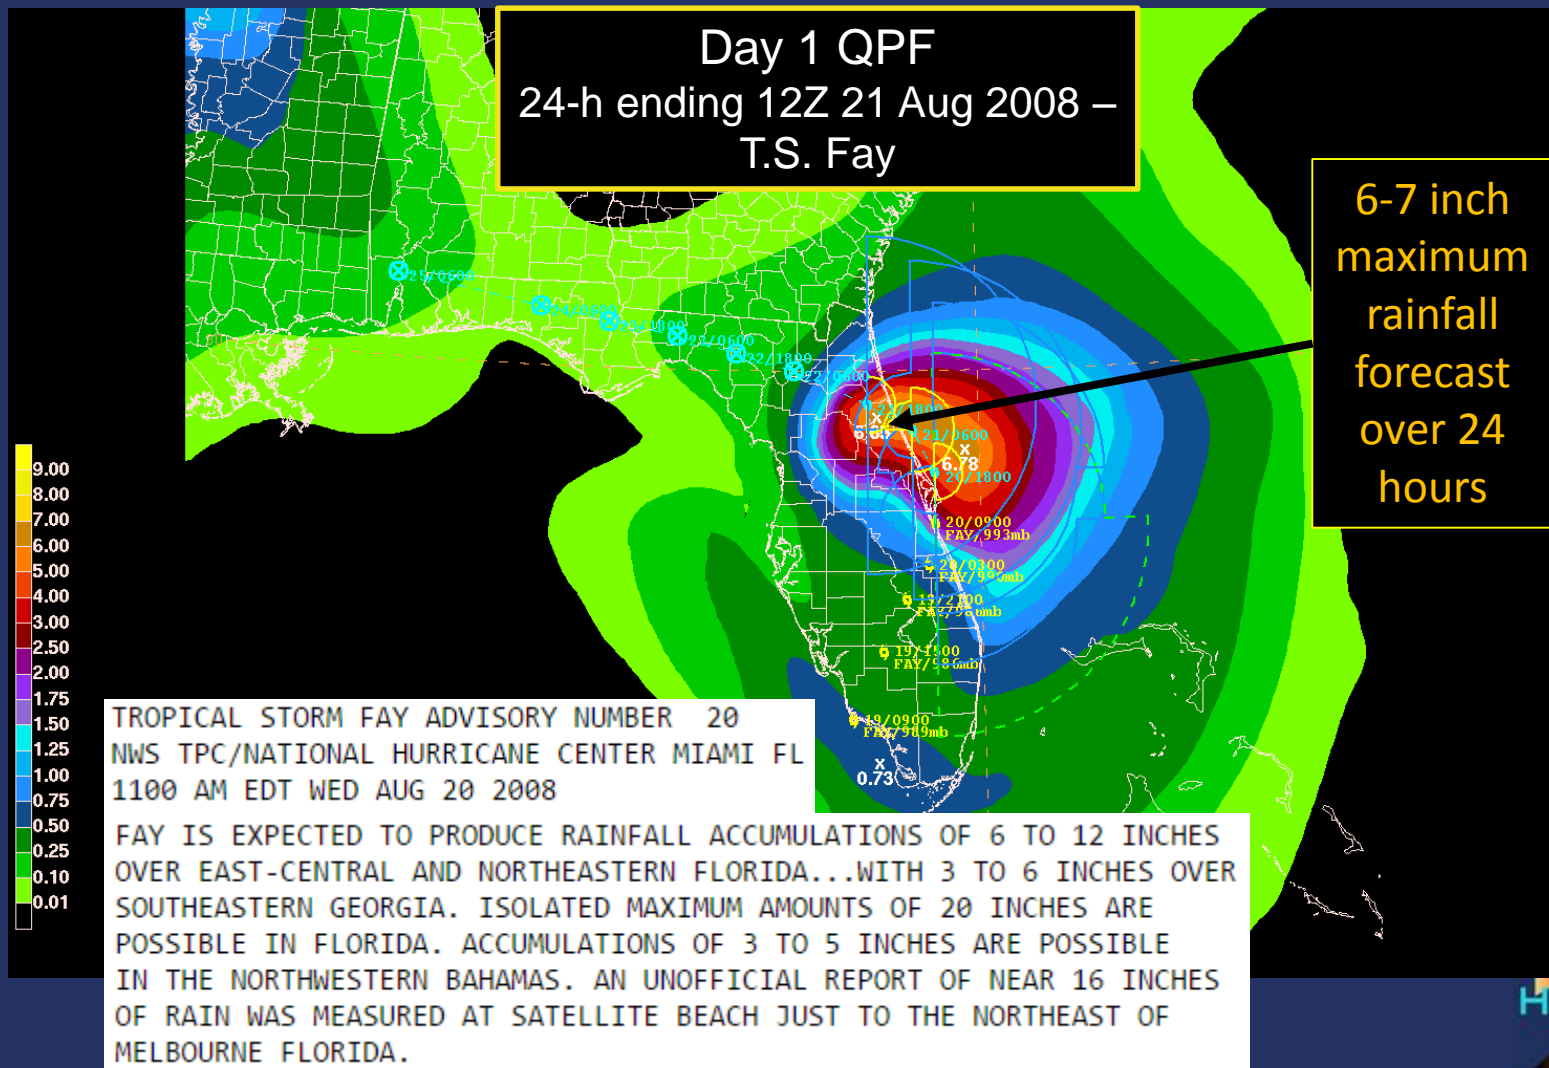 Day 1 QPF
24-h ending 12Z 21 Aug 2008 –
T.S. Fay
6-7 inch
maximum
rainfall
forecast
over 24
hours
25/0600
22/1800
21/1800
21/0600
6.78
20/1800
20/0900
FAY/993mb
20/0300
19/1500
19/0900
FAY/989mb
x
0.73
9.00
8.00
7.00
6.00
5.00
4.00
3.00
2.50
2.00
1.75
1.50
1.25
1.00
0.75
0.50
0.25
0.10
0.01
TROPICAL STORM FAY ADVISORY NUMBER  20
NWS TPC/NATIONAL HURRICANE CENTER MIAMI FL
1100 AM EDT WED AUG 20 2008
FAY IS EXPECTED TO PRODUCE RAINFALL ACCUMULATIONS OF 6 TO 12 INCHES
OVER EAST-CENTRAL AND NORTHEASTERN FLORIDA...WITH 3 TO 6 INCHES OVER
SOUTHEASTERN GEORGIA. ISOLATED MAXIMUM AMOUNTS OF 20 INCHES ARE
POSSIBLE IN FLORIDA. ACCUMULATIONS OF 3 TO 5 INCHES ARE POSSIBLE
IN THE NORTHWESTERN BAHAMAS. AN UNOFFICIAL REPORT OF NEAR 16 INCHES
OF RAIN WAS MEASURED AT SATELLITE BEACH JUST TO THE NORTHEAST OF
MELBOURNE FLORIDA.
H